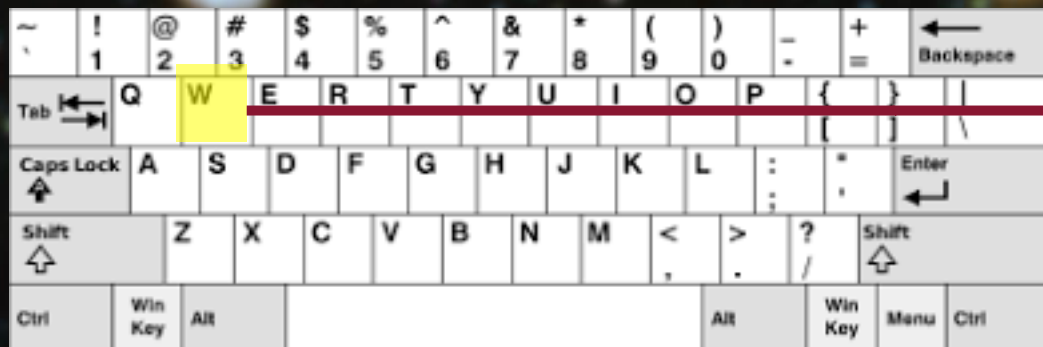 ~ ! @ # $ % ^ & * ( ) _ + Backspace
` 1 2 3 4 5 6 7 8 9 0 - =
Tab Q W E R T Y U I O P { } |
[ ] \
Caps Lock A S D F G H J K L : " Enter
; '
Shift Z X C V B N M < > ? Shift
, . /
Ctrl Win Key Alt Alt Win Key Menu Ctrl